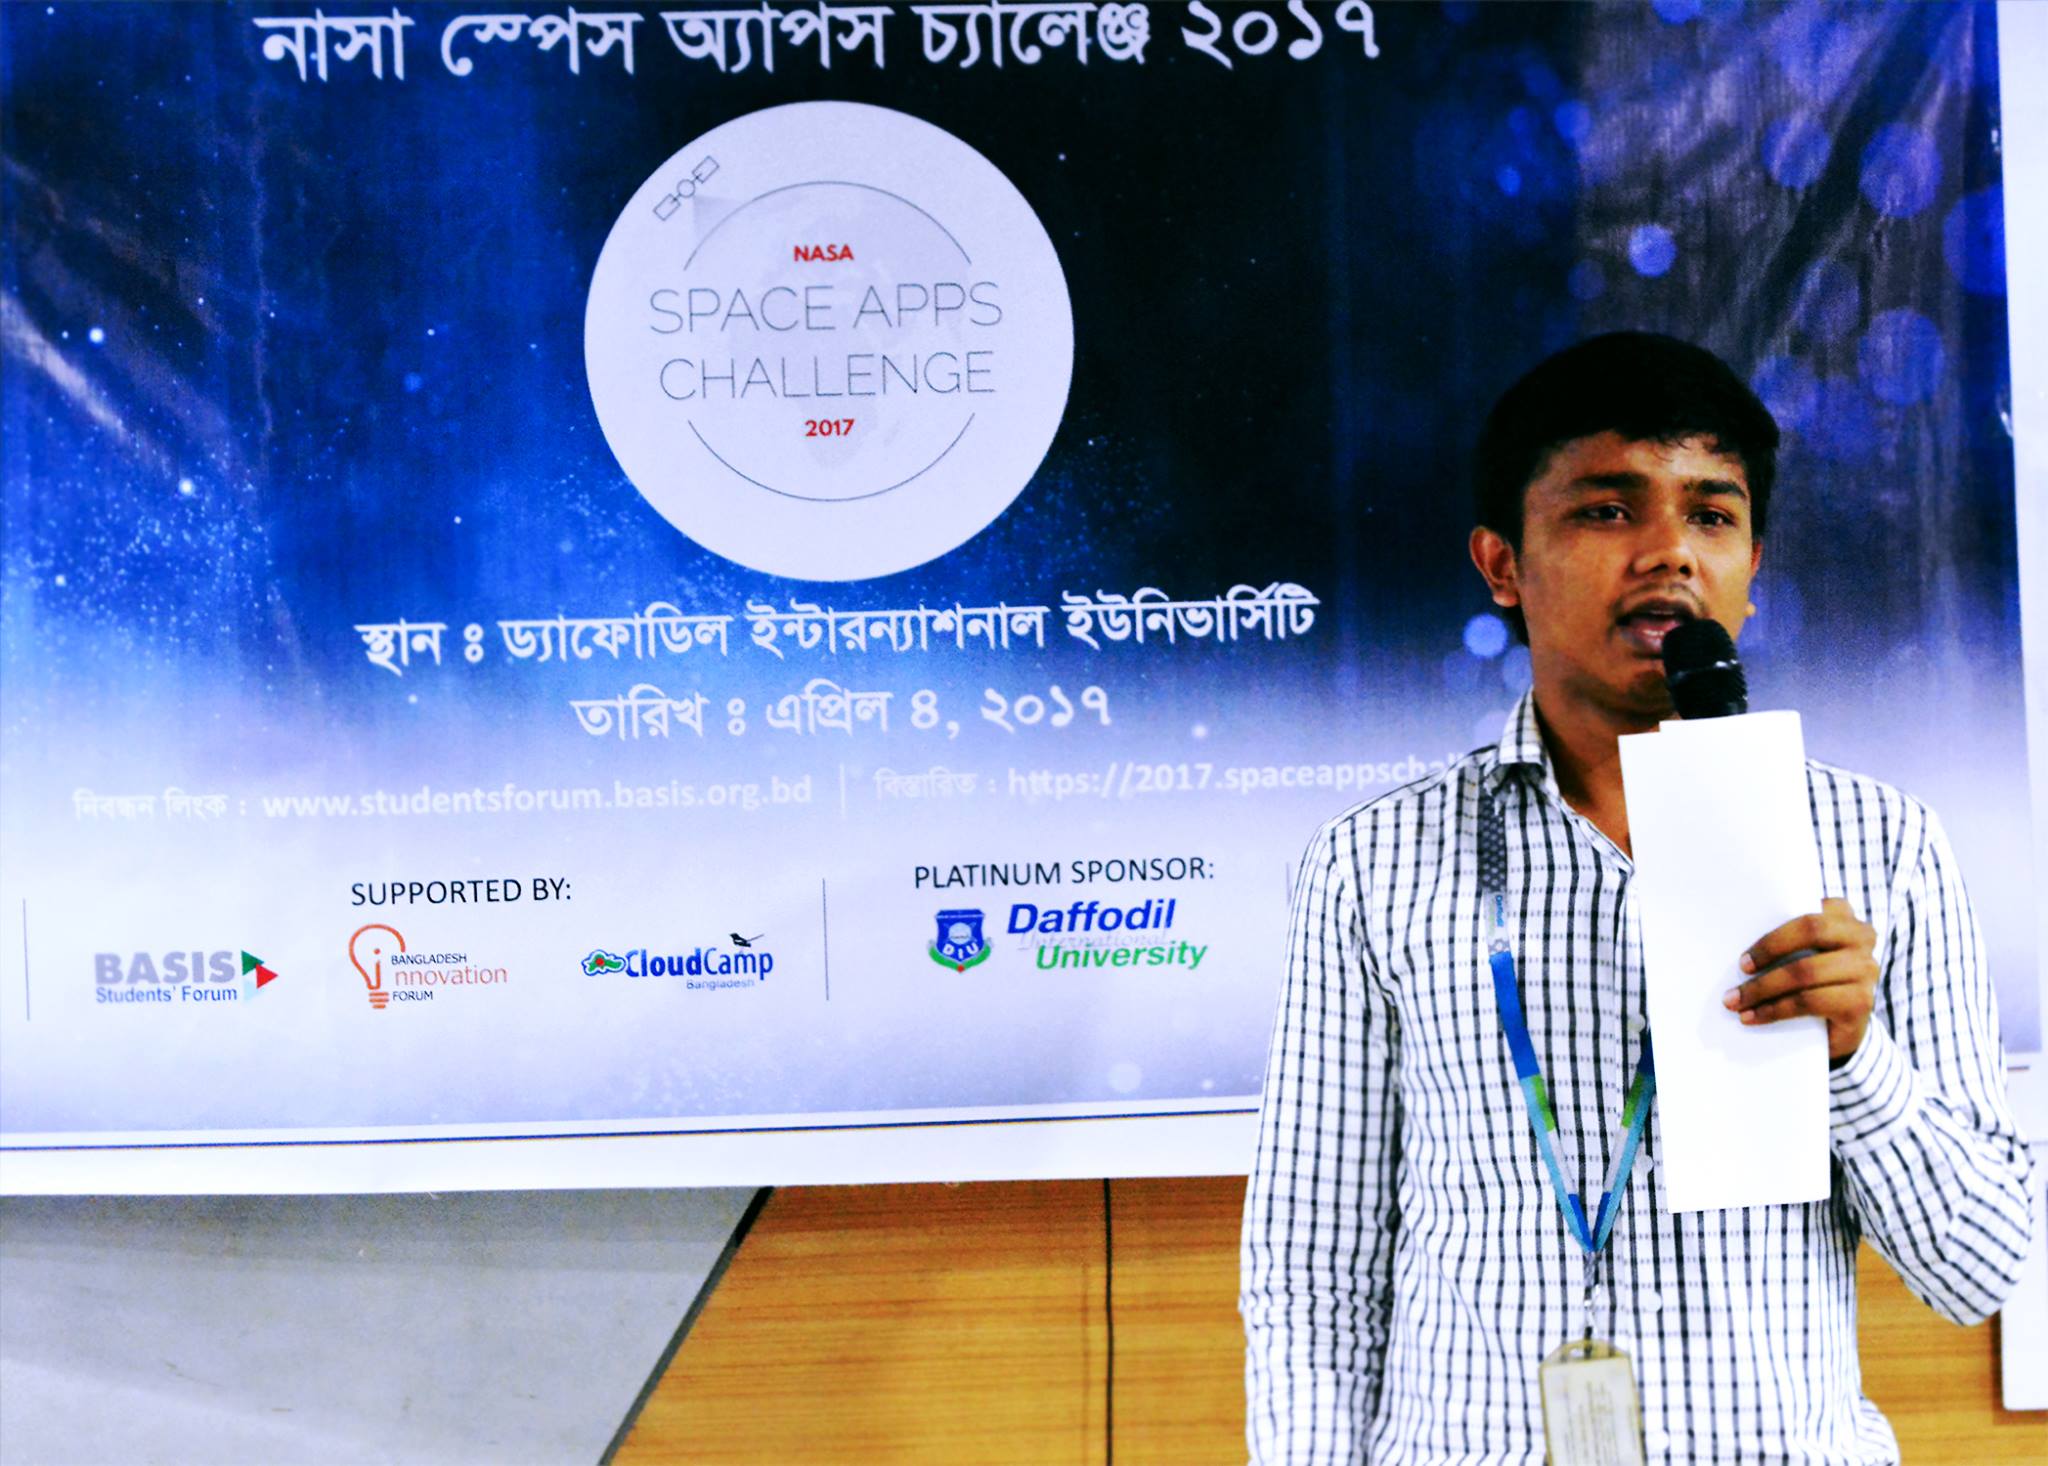 নাসা স্পেস অ্যাপস চ্যালেঞ্জ ২০১৭
NASA
SPACE APPS
CHALLENGE
2017
স্থান ঃ ড্যাফোডিল ইন্টারন্যাশনাল ইউনিভার্সিটি
তারিখ ঃ এপ্রিল ৪, ২০১৭
নিবন্ধন লিংক : www.studentsforum.basis.org.bd
বিস্তারিত : https://2017.spaceappschal
SUPPORTED BY:
BASIS
Students' Forum
BANGLADESH
innovation
FORUM
CloudCamp
Bangladesh
PLATINUM SPONSOR:
DIU
Daffodil
International
University
Daffodil